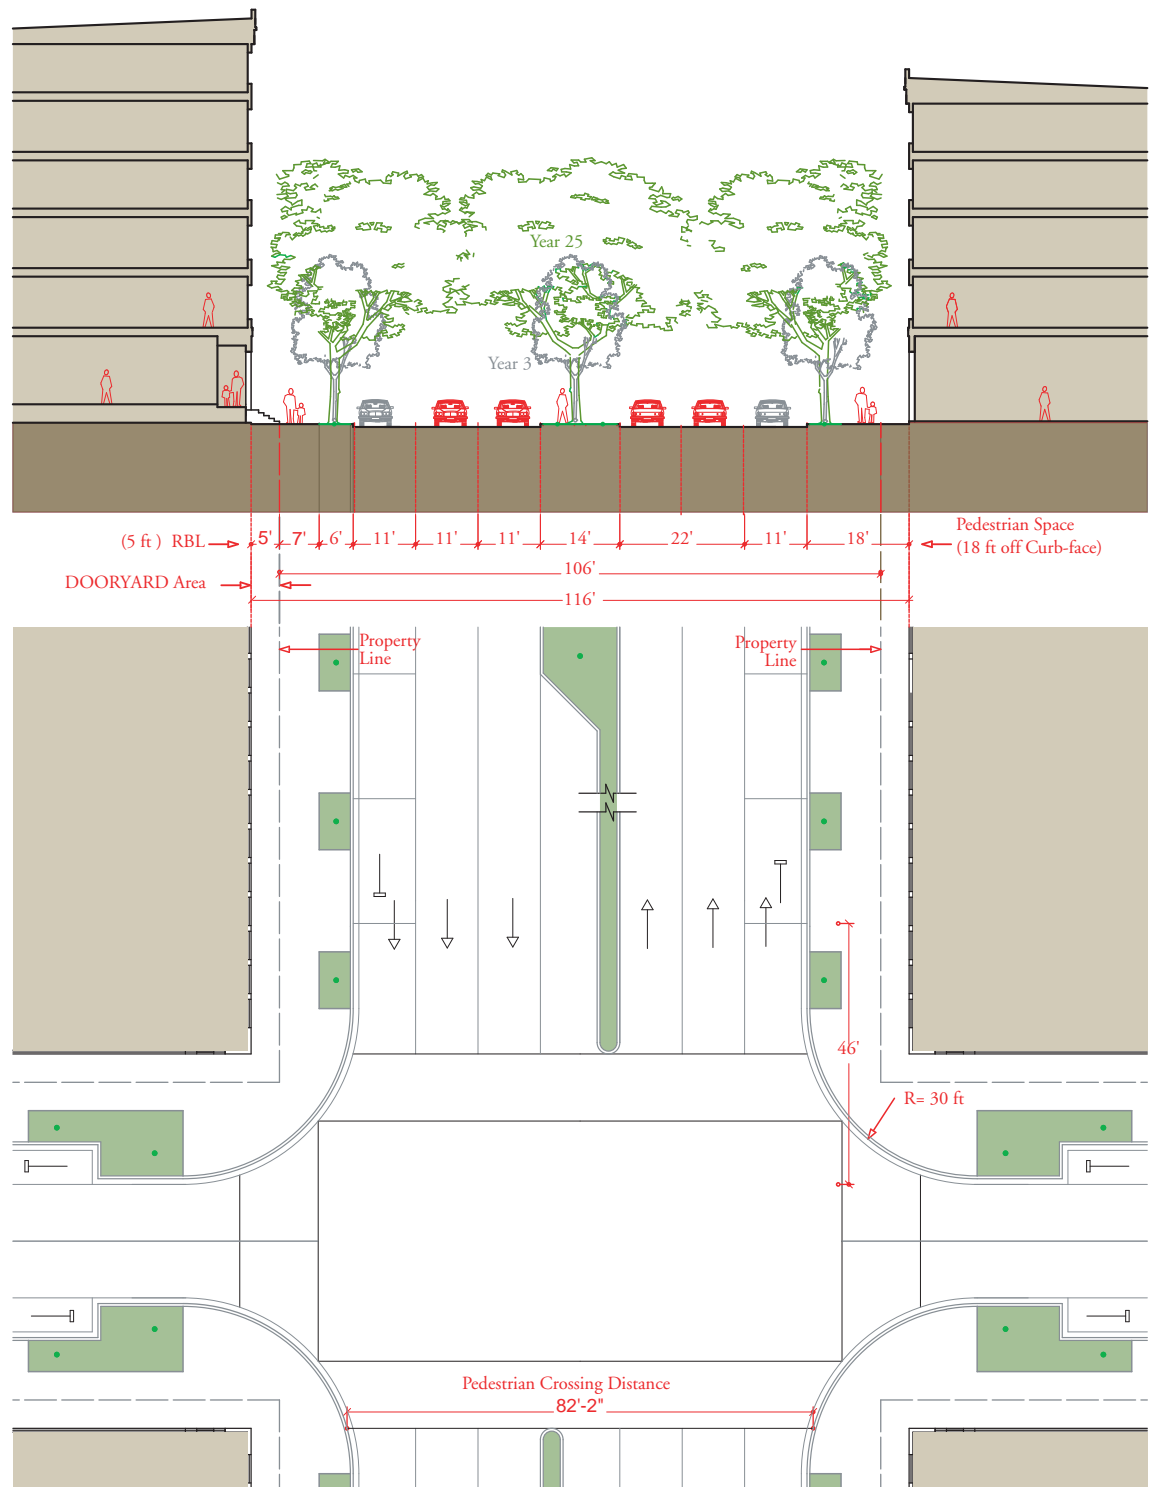 Year 25
Year 3
(5 ft ) RBL
5' 7' 6' 11' 11' 11' 14' 22' 11' 18'
Pedestrian Space
(18 ft off Curb-face)
106'
DOORYARD Area
116'
Property
Line
Property
Line
46'
R= 30 ft
Pedestrian Crossing Distance
82'-2"